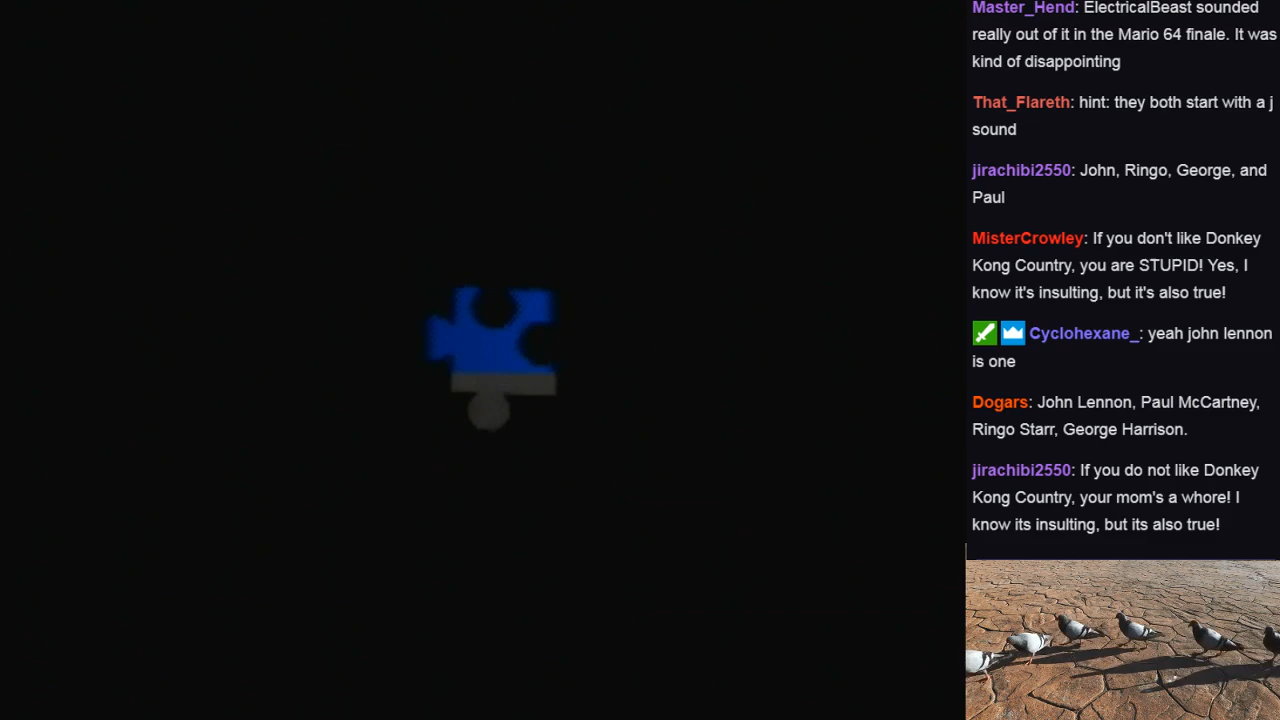 Master_Hend: ElectricalBeast sounded
really out of it in the Mario 64 finale. It was
kind of disappointing
That_Flareth: hint: they both start with a j
sound
jirachibi2550: John, Ringo, George, and
Paul
MisterCrowley: If you don't like Donkey
Kong Country, you are STUPID! Yes, I
know it's insulting, but it's also true!
Cyclohexane_: yeah john lennon
is one
Dogars: John Lennon, Paul McCartney,
Ringo Starr, George Harrison.
jirachibi2550: If you do not like Donkey
Kong Country, your mom's a whore! I
know its insulting, but its also true!